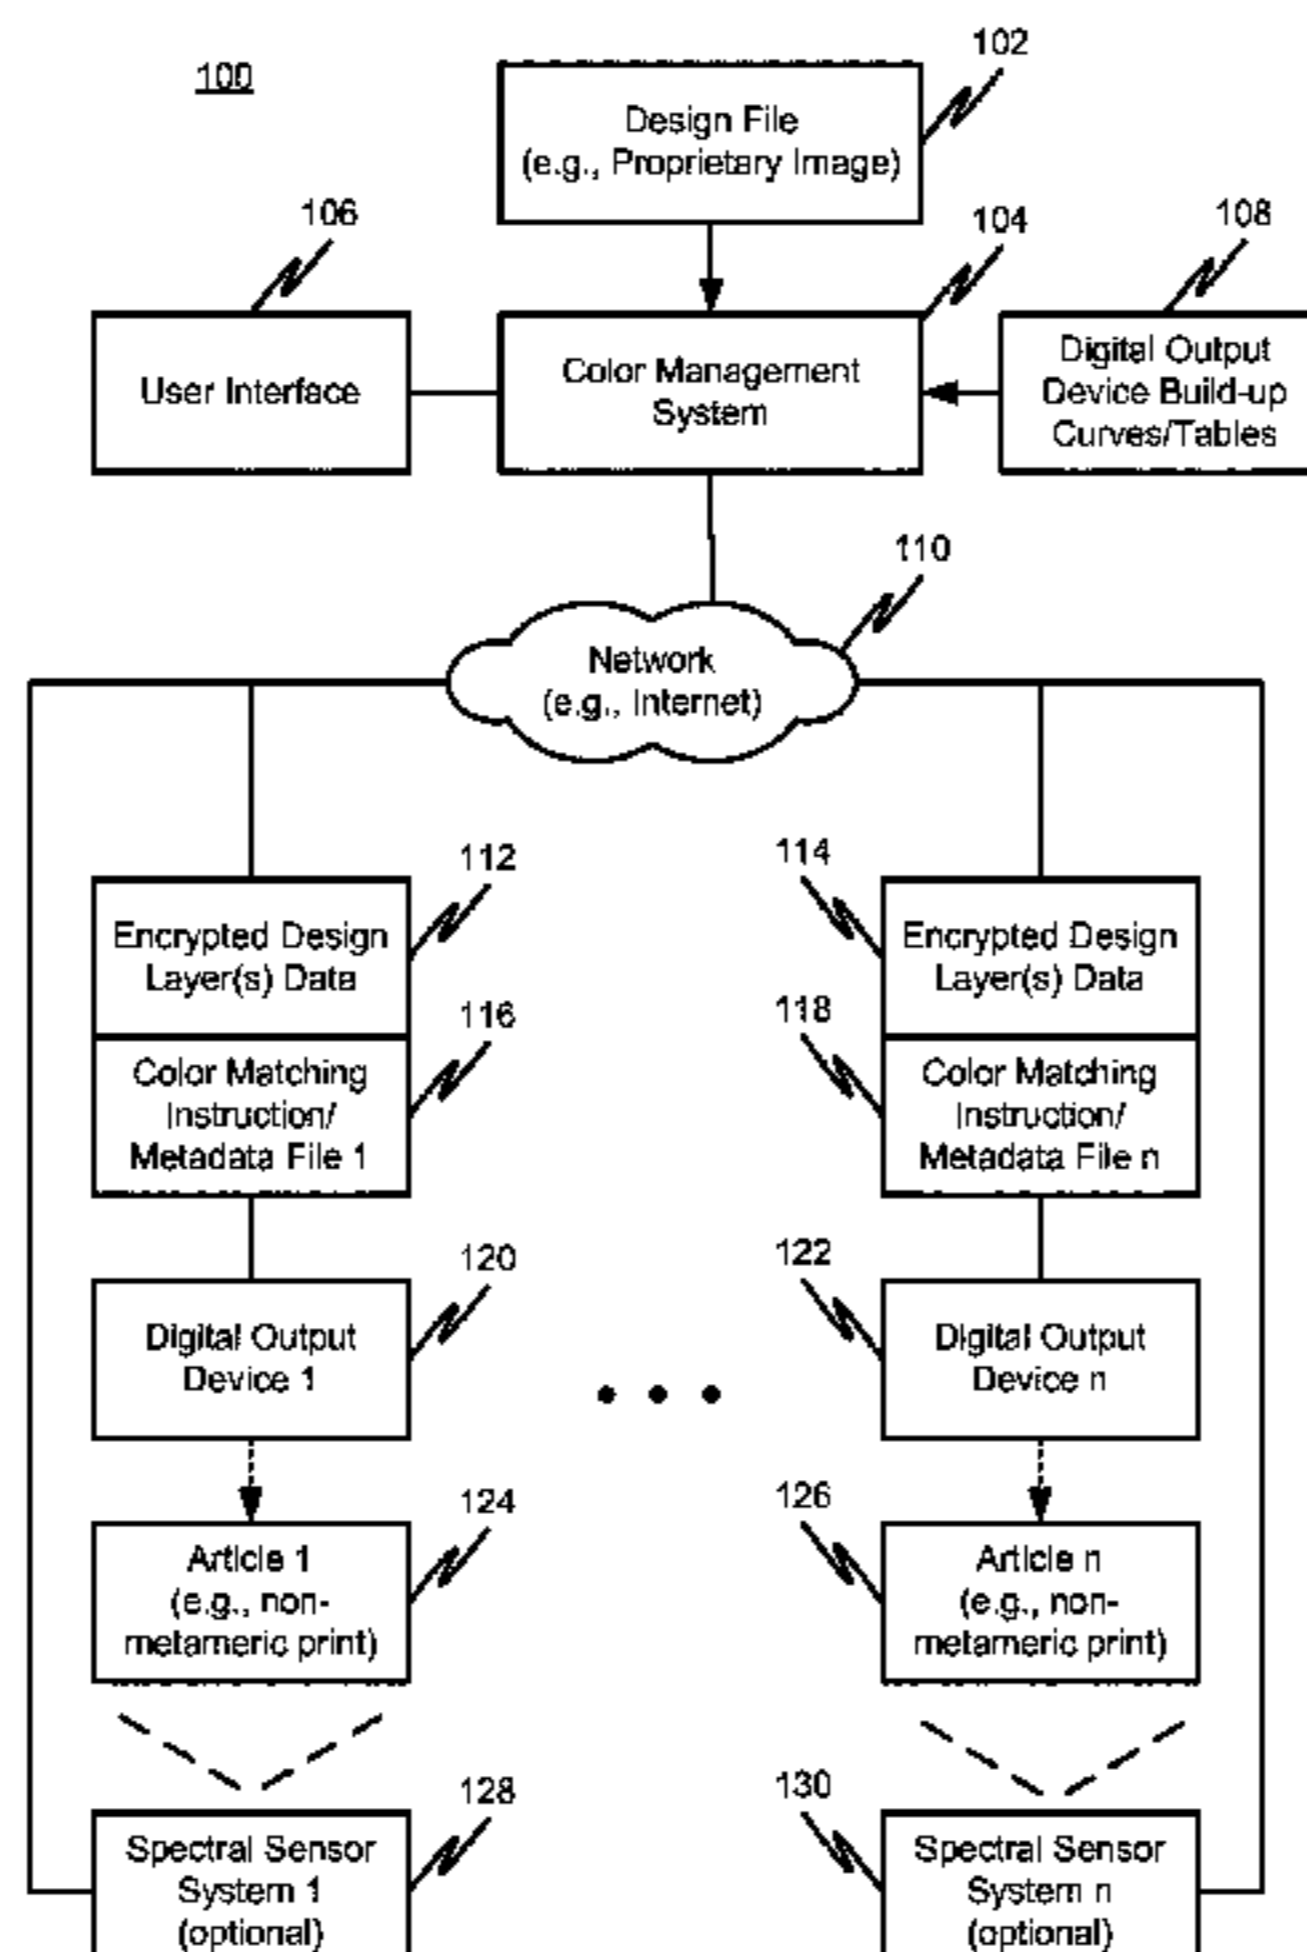 100
102
Design File
(e.g., Proprietary Image)
106
104
108
User Interface
Color Management
System
Digital Output
Device Build-up
Curves/Tables
110
Network
(e.g., Internet)
112
114
Encrypted Design
Layer(s) Data
Encrypted Design
Layer(s) Data
116
118
Color Matching
Instruction/
Metadata File 1
Color Matching
Instruction/
Metadata File n
120
122
Digital Output
Device 1
Digital Output
Device n
124
126
Article 1
(e.g., non-
metameric print)
Article n
(e.g., non-
metameric print)
128
130
Spectral Sensor
System 1
(optional)
Spectral Sensor
System n
(optional)